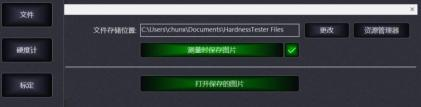 文件
硬度计
标定
文件存储位置: C:\Users\chunx\Documents\HardnessTester Files 更改 资源管理器
测量时保存图片
打开保存的图片